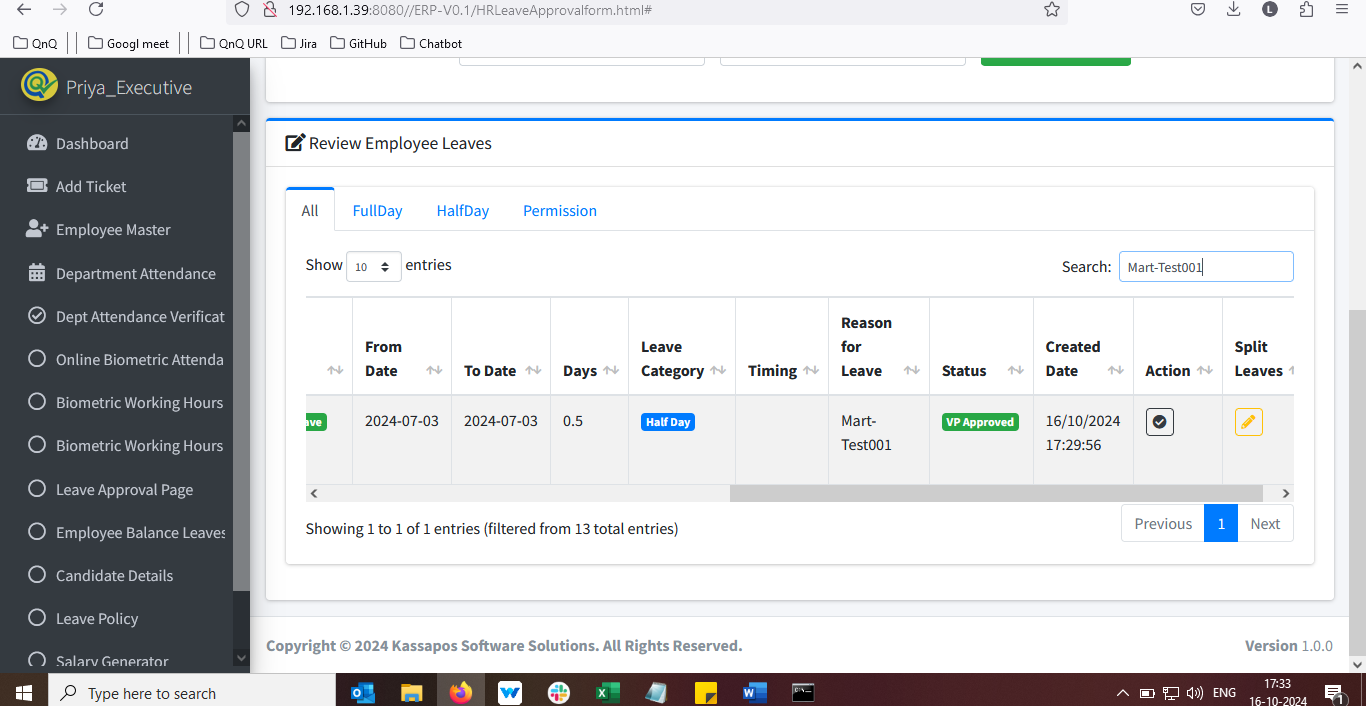 192.168.1.39:8080//ERP-V0.1/HRLeaveApprovalform.html#
L
QnQ
Googl meet
QnQ URL
Jira
GitHub
Chatbot
Priya_Executive
Dashboard
Add Ticket
Employee Master
Department Attendance
Dept Attendance Verificat
Online Biometric Attenda
Biometric Working Hours
Biometric Working Hours
Leave Approval Page
Employee Balance Leaves
Candidate Details
Leave Policy
Salary Generator
Review Employee Leaves
All FullDay HalfDay Permission
Show 10 entries
Search: Mart-Test001
From Date
To Date
Days
Leave Category
Timing
Reason for Leave
Status
Created Date
Action
Split Leaves
ave
2024-07-03
2024-07-03
0.5
Half Day
Mart-
Test001
VP Approved
16/10/2024
17:29:56
Showing 1 to 1 of 1 entries (filtered from 13 total entries)
Previous 1 Next
Copyright © 2024 Kassapos Software Solutions. All Rights Reserved.
Version 1.0.0
Type here to search
ENG
17:33
16-10-2024
1